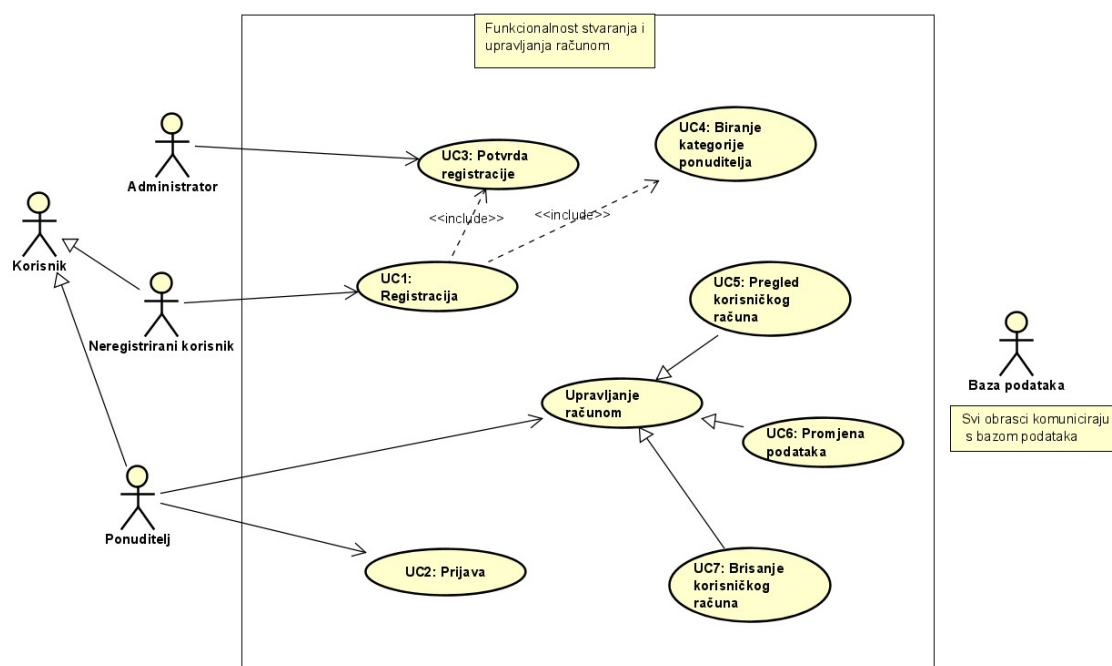 Funkcionalnost stvaranja i
upravljanja računom
Administrator
UC3: Potvrda
registracije
UC4: Biranje
kategorije
ponuditelja
<<include>>
<<include>>
Korisnik
Neregistrirani korisnik
UC1:
Registracija
UC5: Pregled
korisničkog
računa
Baza podataka
Svi obrasci komuniciraju
s bazom podataka
Upravljanje
računom
UC6: Promjena
podataka
Ponuditelj
UC2: Prijava
UC7: Brisanje
korisničkog
računa